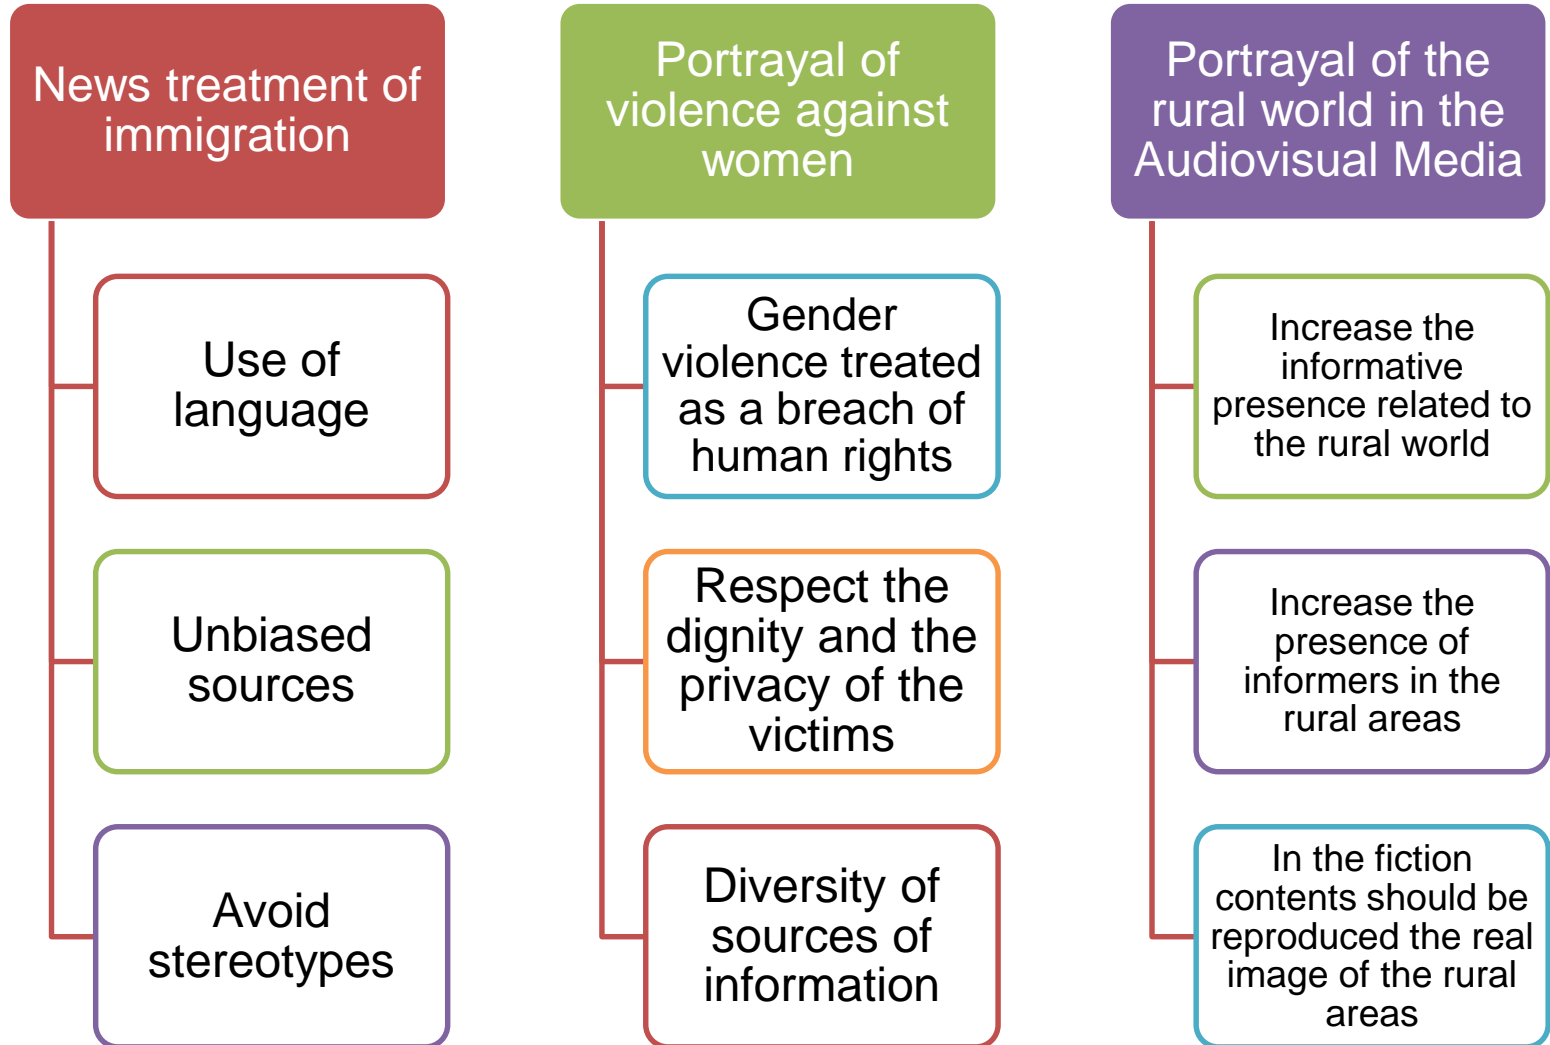 News treatment of
immigration
Use of
language
Unbiased
sources
Avoid
stereotypes
Portrayal of
violence against
women
Gender
violence treated
as a breach of
human rights
Respect the
dignity and the
privacy of the
victims
Diversity of
sources of
information
Portrayal of the
rural world in the
Audiovisual Media
Increase the
informative
presence related to
the rural world
Increase the
presence of
informers in the
rural areas
In the fiction
contents should be
reproduced the real
image of the rural
areas